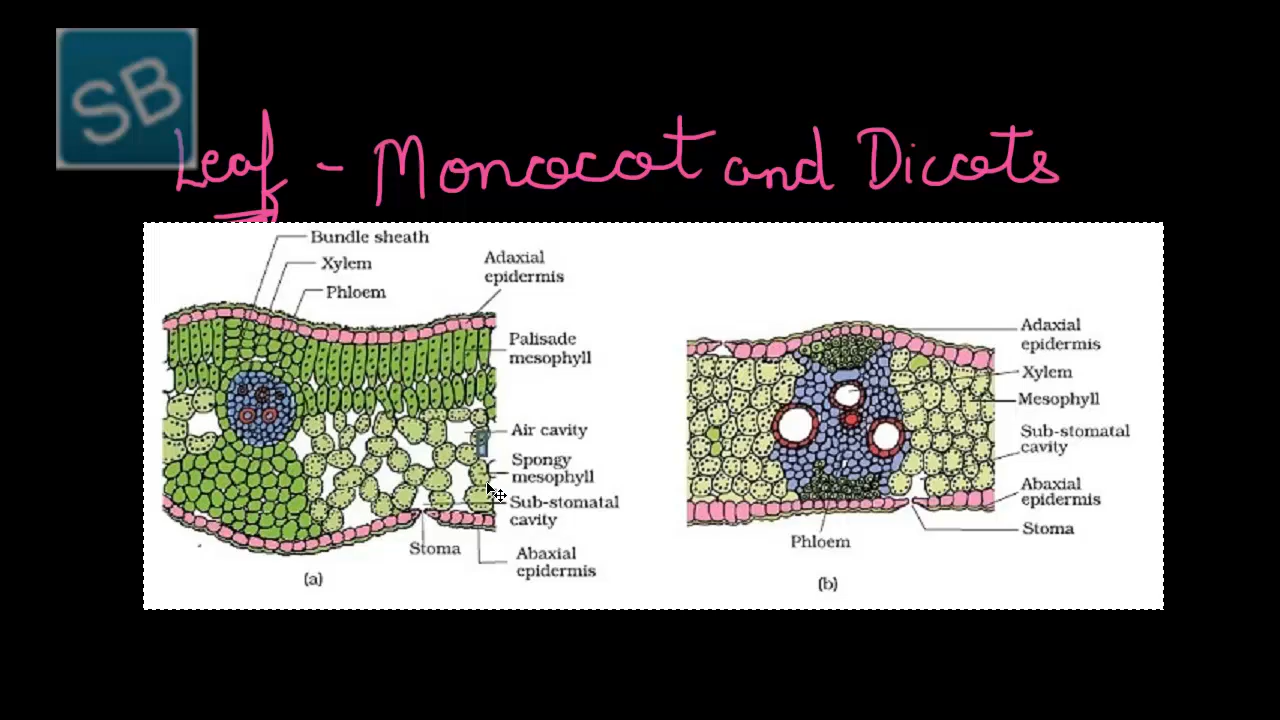 SB
Leaf - Monococot and Dicots
Bundle sheath
Xylem
Phloem
Adaxial
epidermis
Palisade
mesophyll
Air cavity
Spongy
mesophyll
Sub-stomatal
cavity
Stoma
Abaxial
epidermis
(a)
Adaxial
epidermis
Xylem
Mesophyll
Sub-stomatal
cavity
Abaxial
epidermis
Stoma
Phloem
(b)